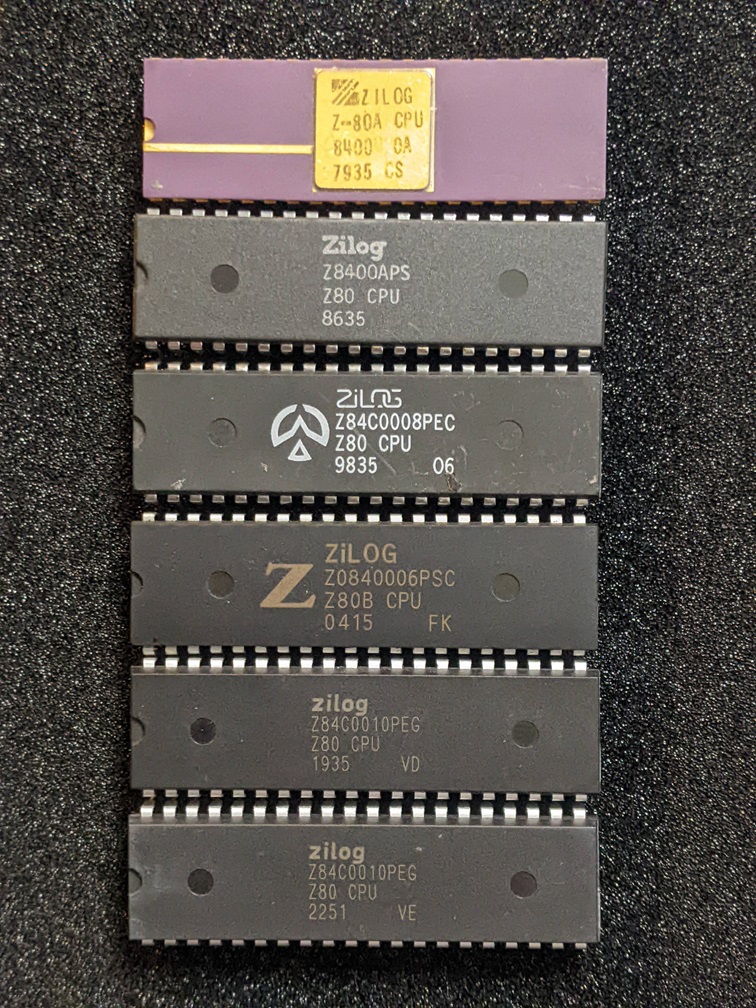 ZILOG
Z-80A CPU
8400 OA
7935 CS
Zilog
Z8400APS
Z80 CPU
8635
ZiLOG
Z84C0008PEC
Z80 CPU
9835 06
Z
ZiLOG
Z0840006PSC
Z80B CPU
0415 FK
zilog
Z84C0010PEG
Z80 CPU
1935 VD
zilog
Z84C0010PEG
Z80 CPU
2251 VE